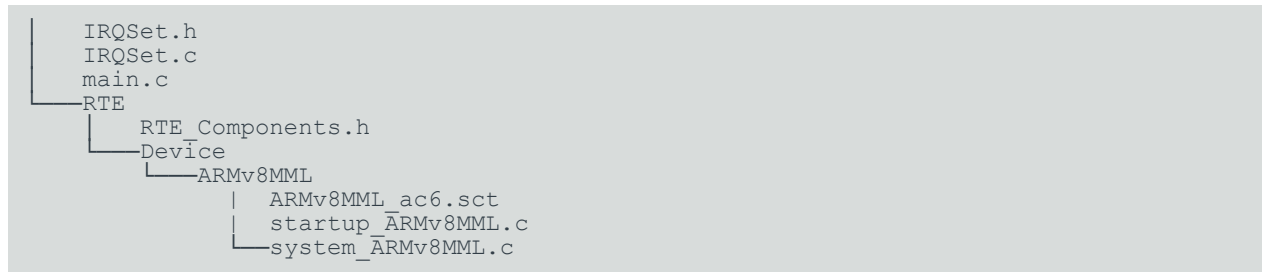 │    IRQSet.h
│    IRQSet.c
│    main.c
└───RTE
    │   RTE_Components.h
    └───Device
        └───ARMv8MML
            |   ARMv8MML_ac6.sct
            |   startup_ARMv8MML.c
            └──system_ARMv8MML.c